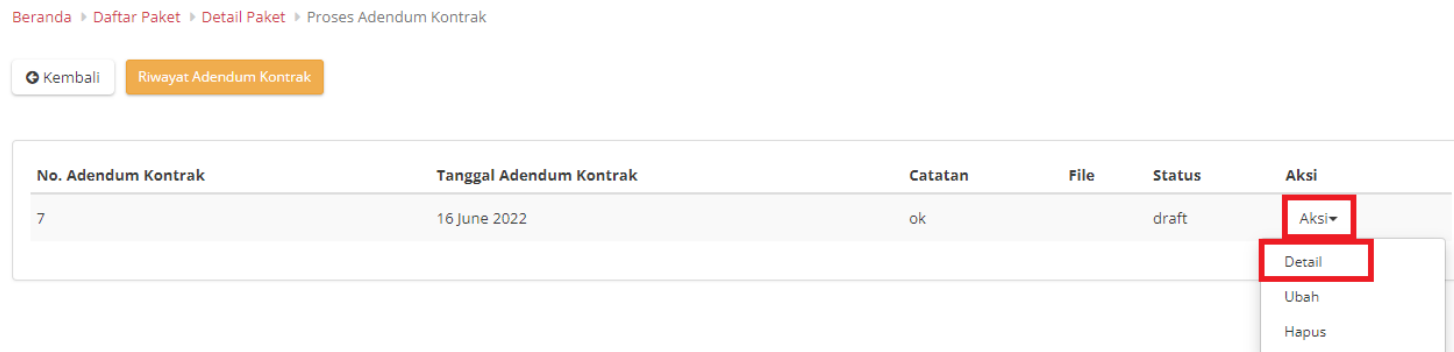 Beranda Daftar Paket Detail Paket Proses Adendum Kontrak
Kembali Riwayat Adendum Kontrak
No. Adendum Kontrak Tanggal Adendum Kontrak Catatan File Status Aksi
7 16 June 2022 ok draft Aksi
Detail
Ubah
Hapus